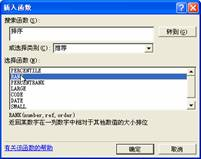 插入函数
搜索函数(S):
排序
转到(G)
或选择类别(C): 推荐
选择函数(N):
PERCENTILE
RANK
PERCENTRANK
LARGE
CODE
DATE
SMALL
RANK(number,ref,order)
返回某数字在一列数字中相对于其他数值的大小排位
有关该函数的帮助
确定
取消